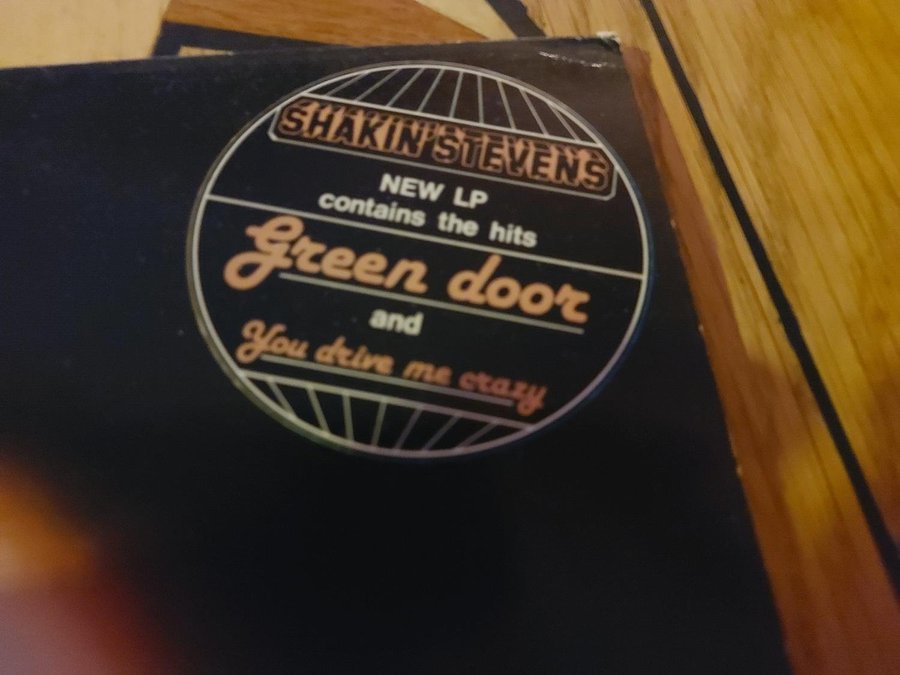 SHAKIN' STEVENS
NEW LP
contains the hits
Green door
and
You drive me crazy